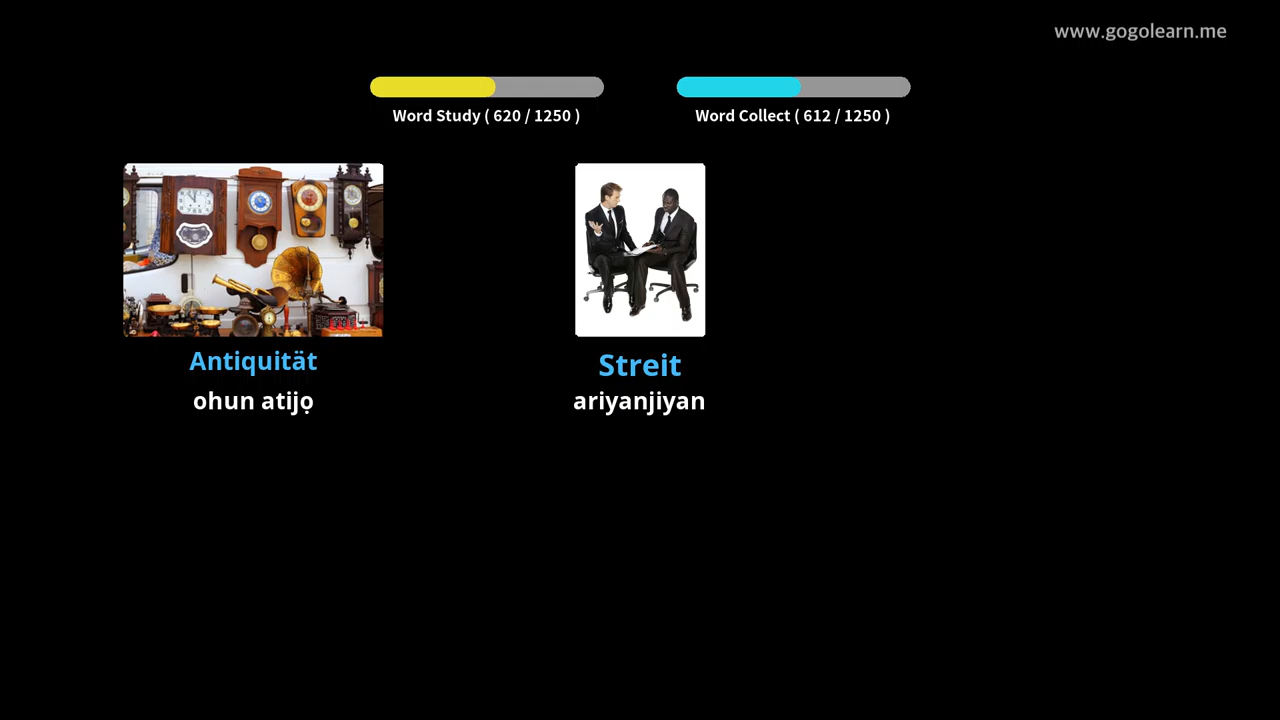 www.gogolearn.me
Word Study ( 620 / 1250 )
Word Collect ( 612 / 1250 )
Antiquität
ohun atijọ
Streit
ariyanjiyan